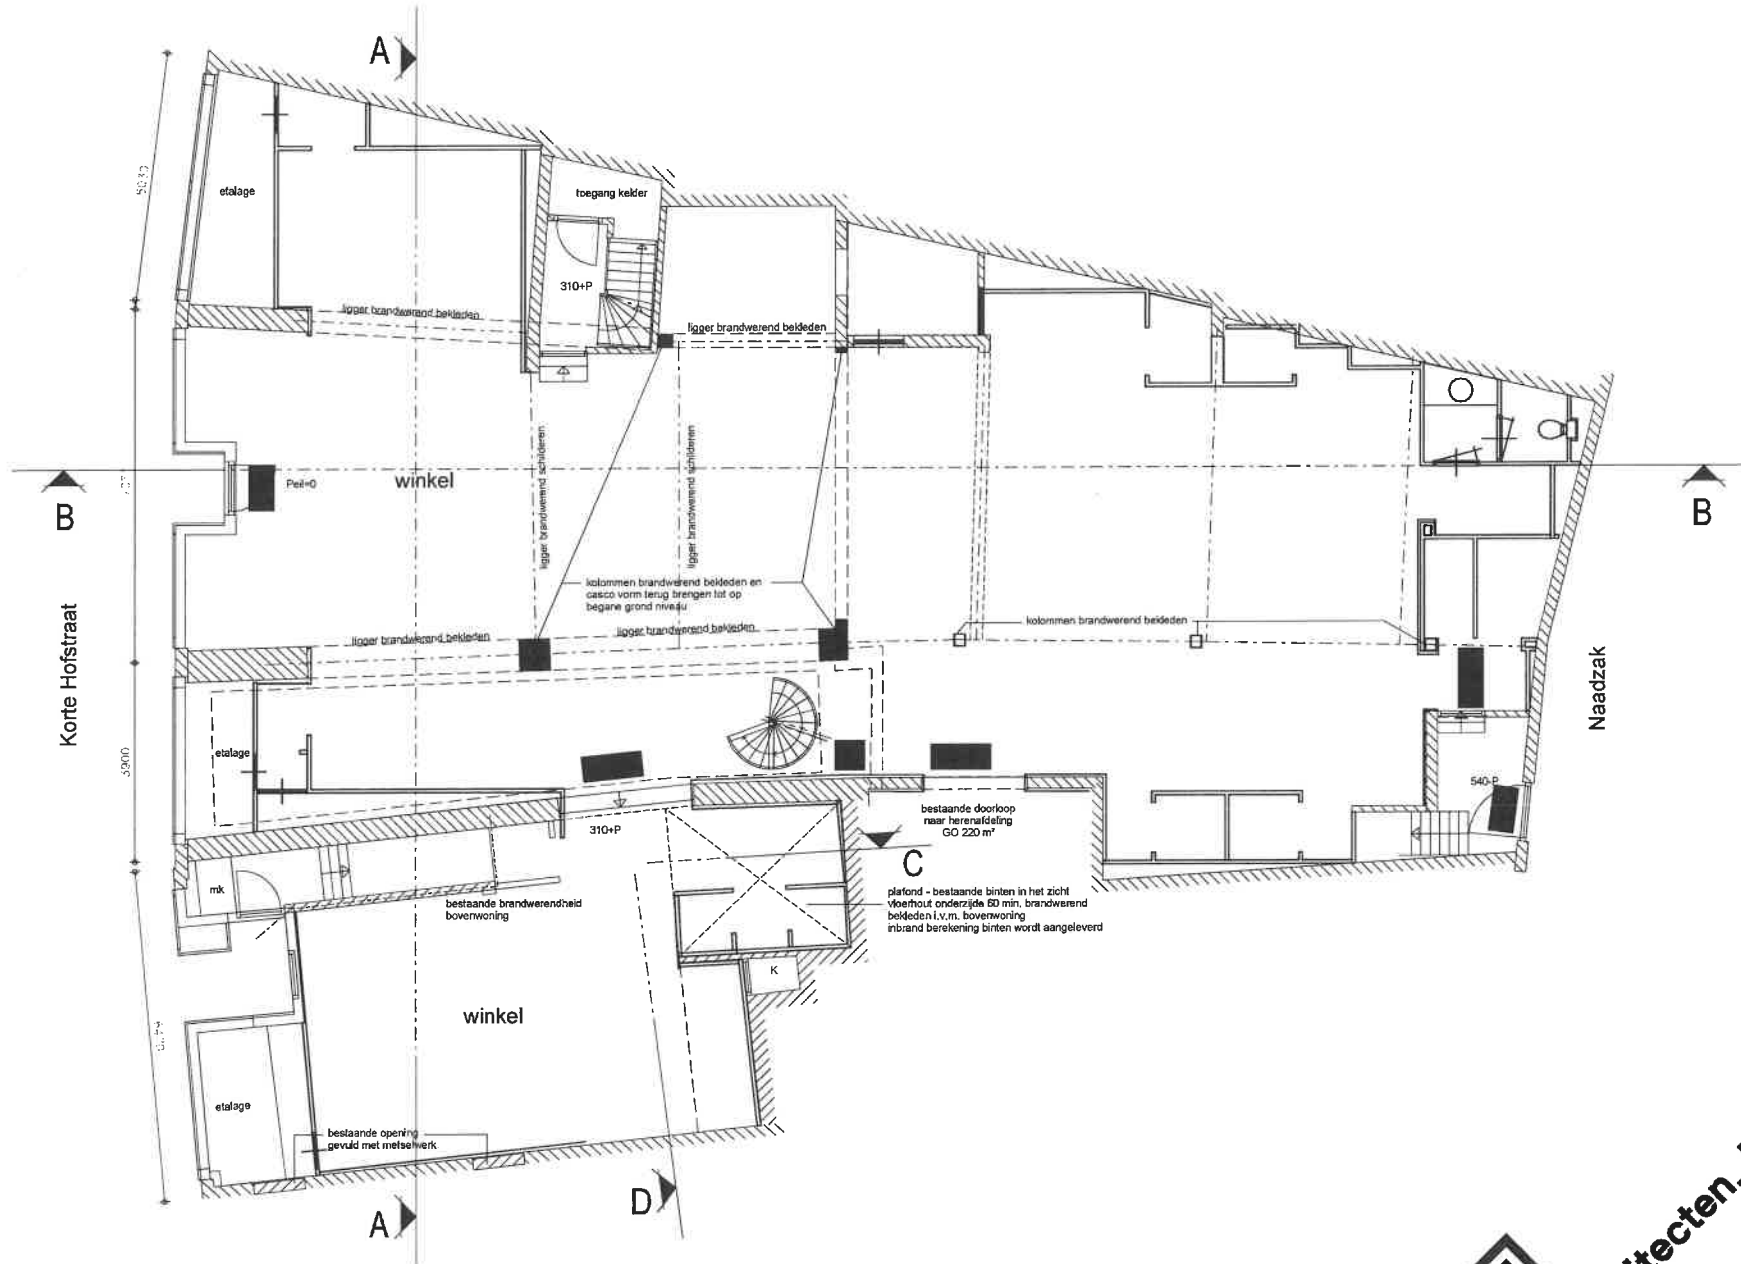 A
etalage
toegang kelder
310+P
ligger brandwerend bekleden
ligger brandwerend bekleden
B
Peil=0
winkel
ligger brandwerend schilderen
ligger brandwerend schilderen
B
kolommen brandwerend bekleden en
casco vorm terug brengen tot op
begane grond niveau
Korte Hofstraat
ligger brandwerend bekleden
ligger brandwerend bekleden
kolommen brandwerend bekleden
Naadzak
3900
etalage
540-P
310+P
bestaande doorloop
naar herenafdeling
GO 220 m²
C
mk
bestaande brandwerendheid
bovenwoning
plafond - bestaande binten in het zicht
vloerhout onderzijde 60 min. brandwerend
bekleden i.v.m. bovenwoning
inbrand berekening binten wordt aangeleverd
K
winkel
etalage
bestaande opening
gevuld met metselwerk
D
A